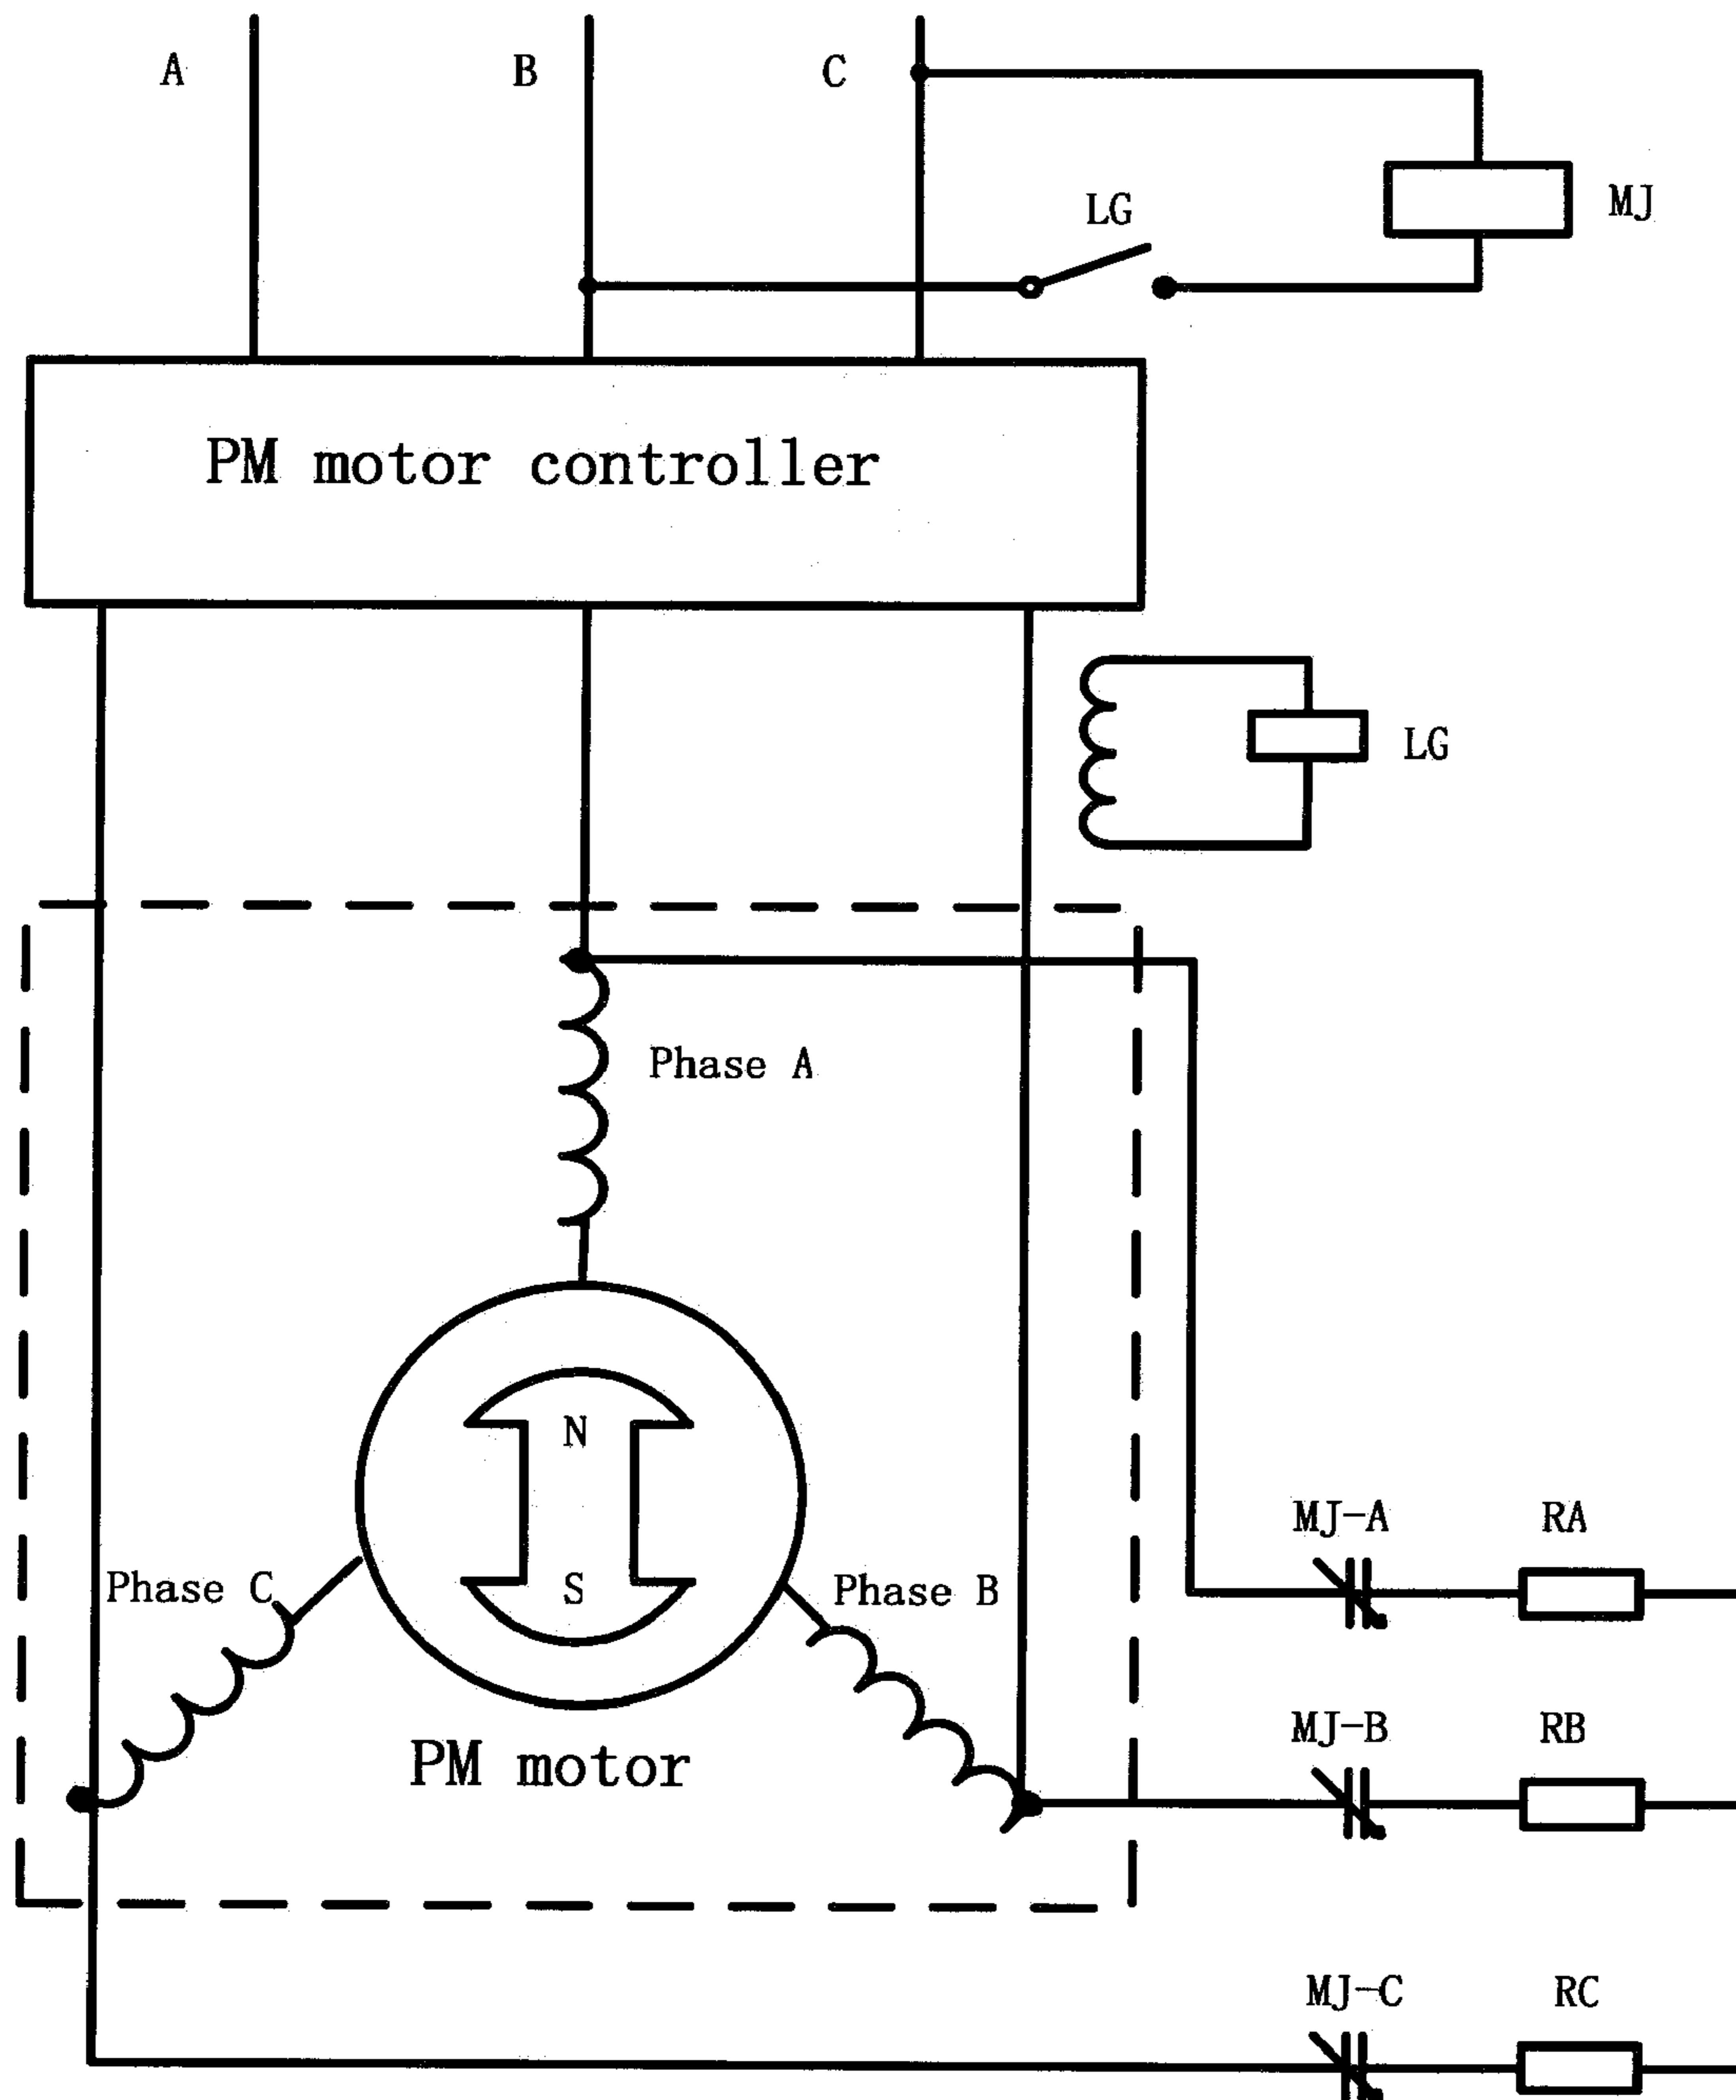 A
B
C
LG
MJ
PM motor controller
LG
Phase A
N
S
Phase C
Phase B
PM motor
MJ-A
RA
MJ-B
RB
MJ-C
RC